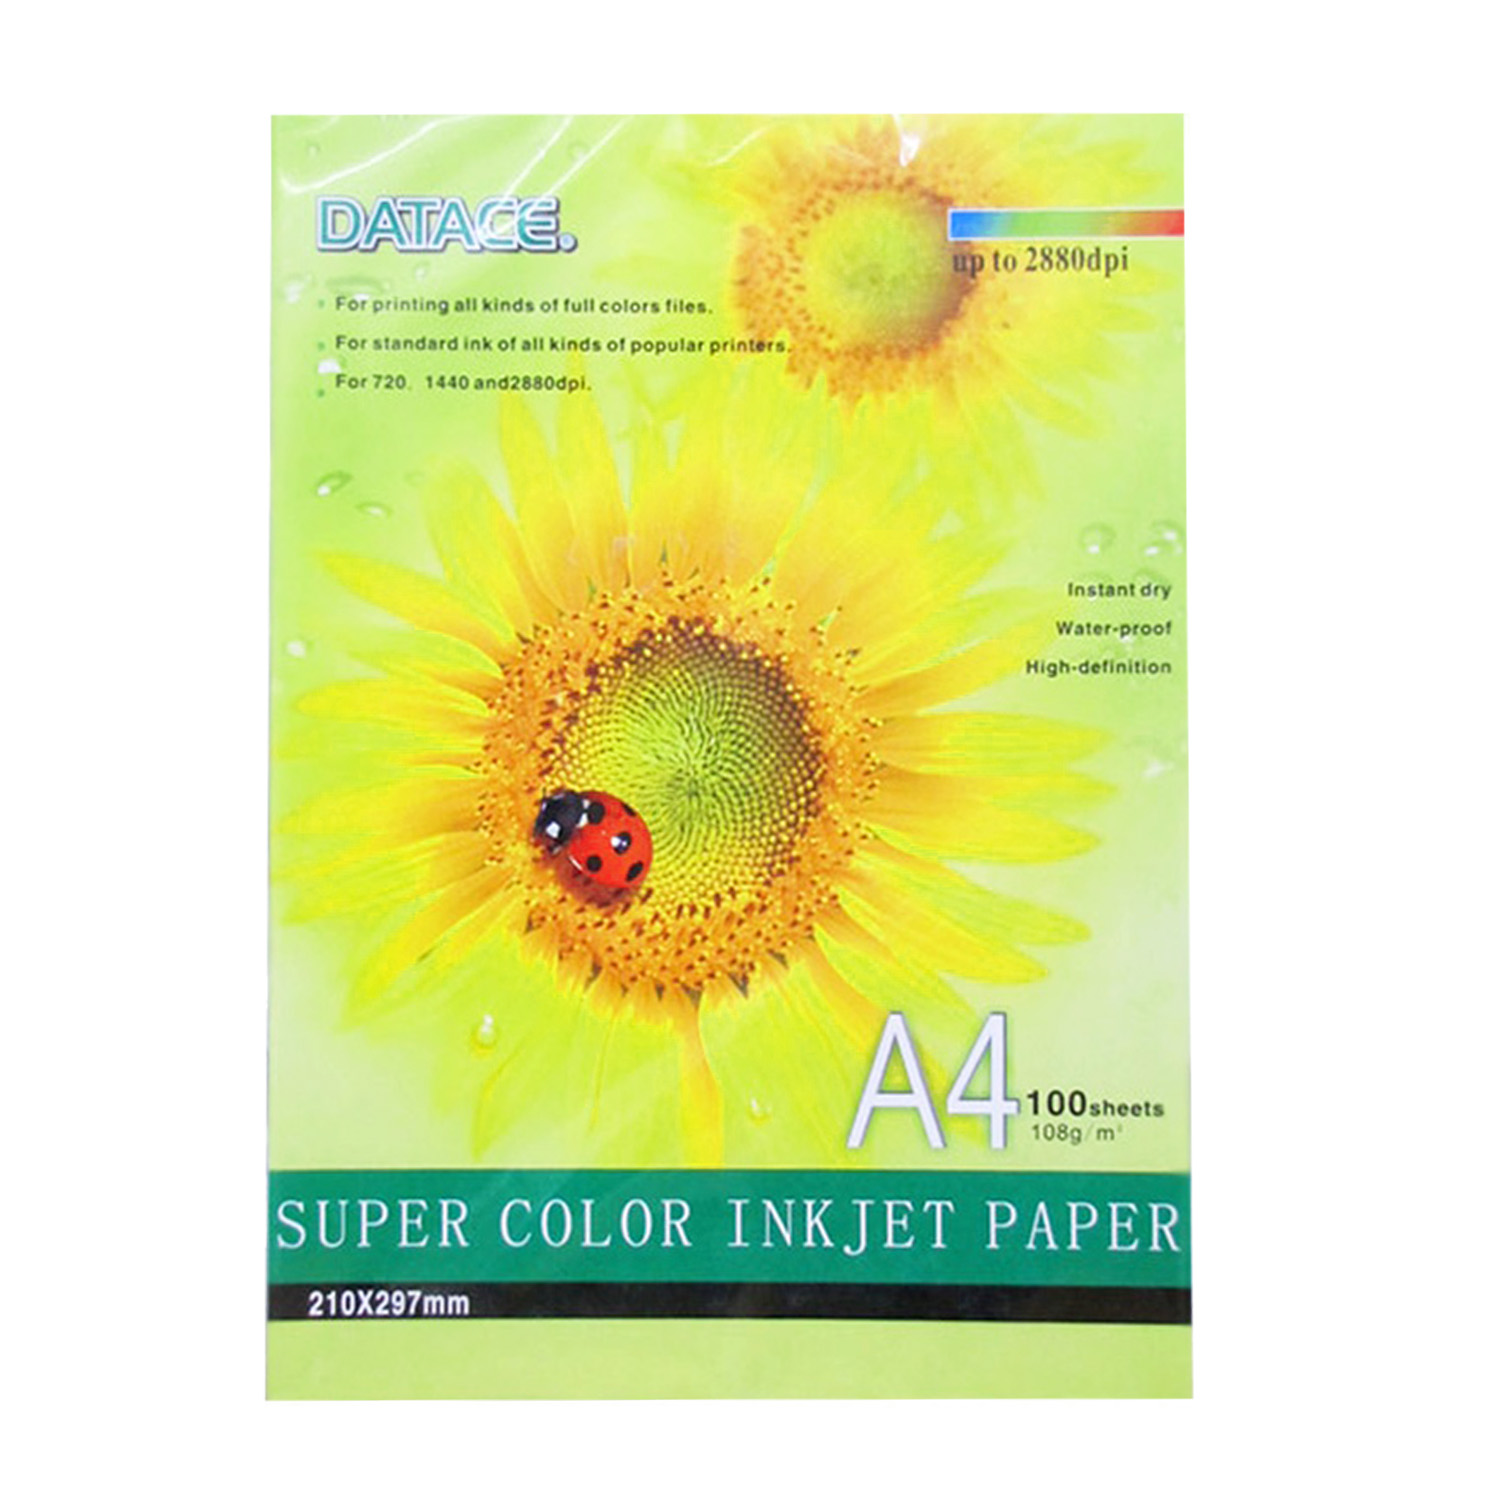 DATACE®
up to 2880dpi
For printing all kinds of full colors files.
For standard ink of all kinds of popular printers.
For 720. 1440 and2880dpi.
Instant dry
Water-proof
High-definition
A4
100sheets
108g/m²
SUPER COLOR INKJET PAPER
210X297mm